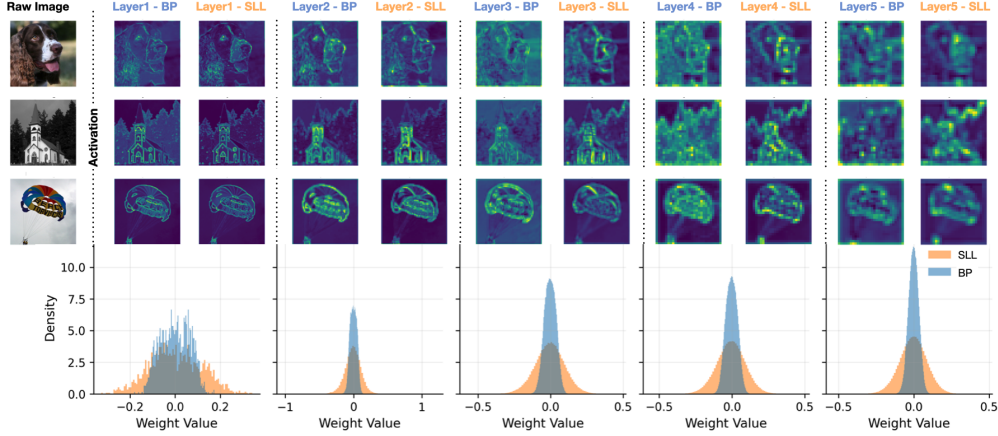 Raw Image Layer1 - BP Layer1 - SLL Layer2 - BP Layer2 - SLL Layer3 - BP Layer3 - SLL Layer4 - BP Layer4 - SLL Layer5 - BP Layer5 - SLL
Activation
SLL
BP
Density
10.0
7.5
5.0
2.5
0.0
−0.2 0.0 0.2 −1 0 1 −0.5 0.0 0.5 −0.5 0.0 0.5 −0.5 0.0 0.5
Weight Value Weight Value Weight Value Weight Value Weight Value